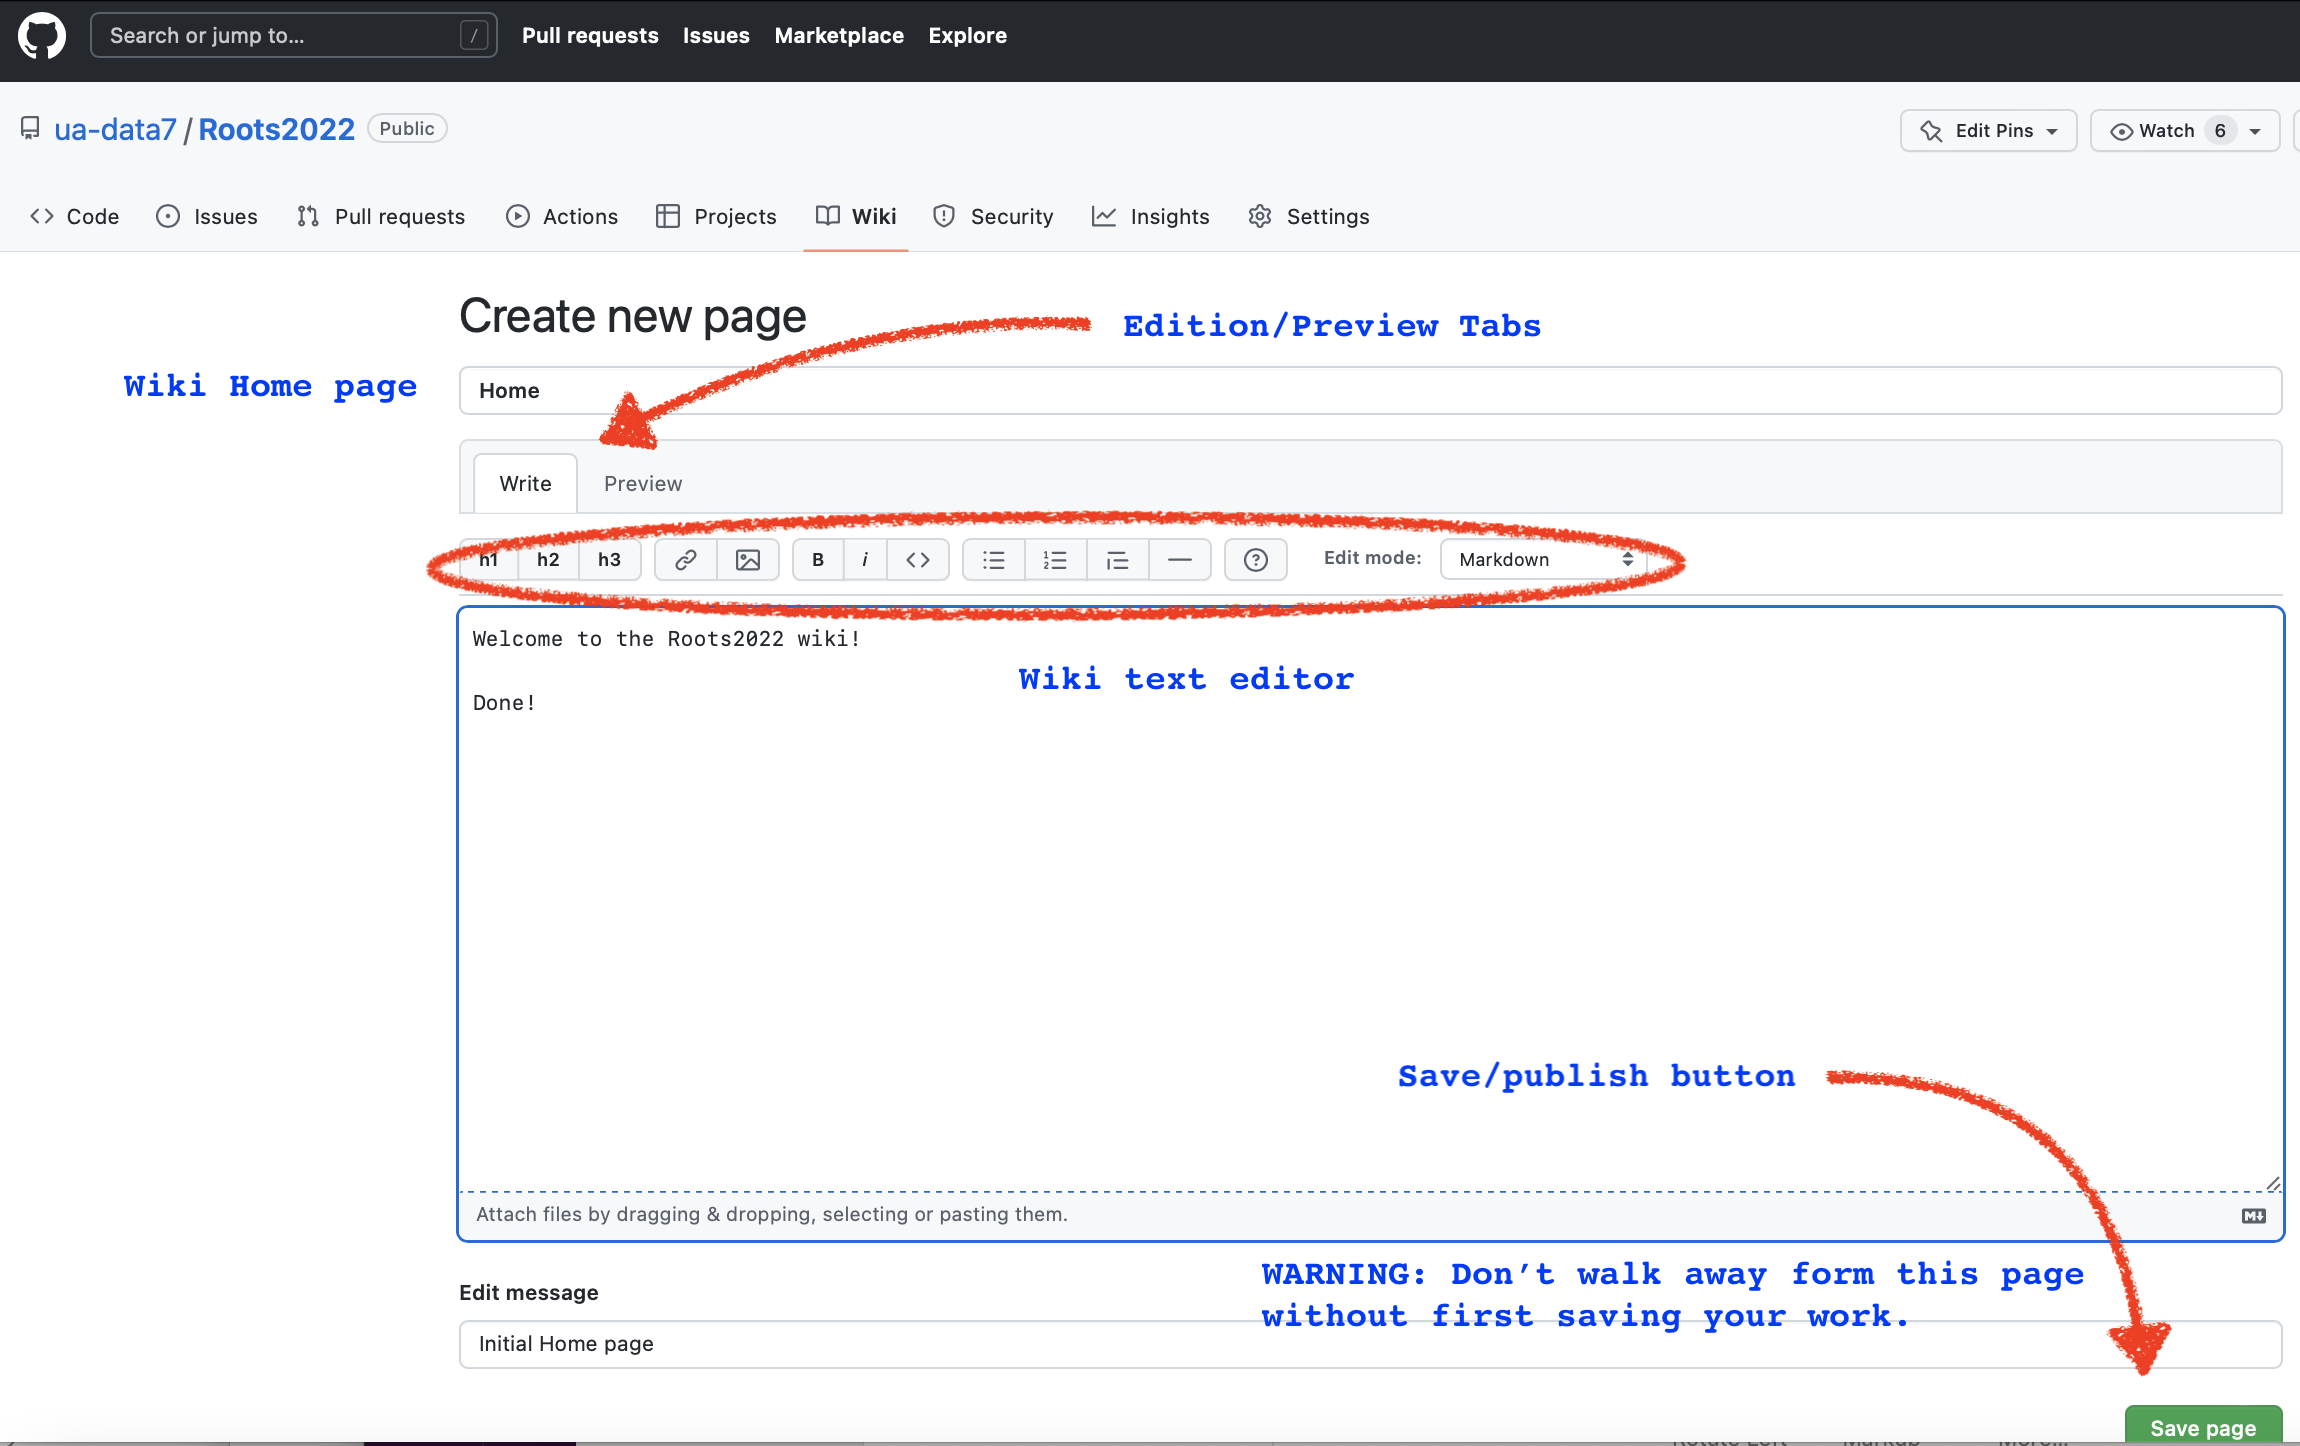 Search or jump to... /
Pull requests Issues Marketplace Explore
ua-data7 / Roots2022 Public
Edit Pins Watch 6
Code Issues Pull requests Actions Projects Wiki Security Insights Settings
Create new page
Edition/Preview Tabs
Wiki Home page
Home
Write Preview
h1 h2 h3 B i <> Edit mode: Markdown
Welcome to the Roots2022 wiki!
Wiki text editor
Done!
Save/publish button
Attach files by dragging & dropping, selecting or pasting them.
WARNING: Don’t walk away form this page
without first saving your work.
Edit message
Initial Home page
Save page